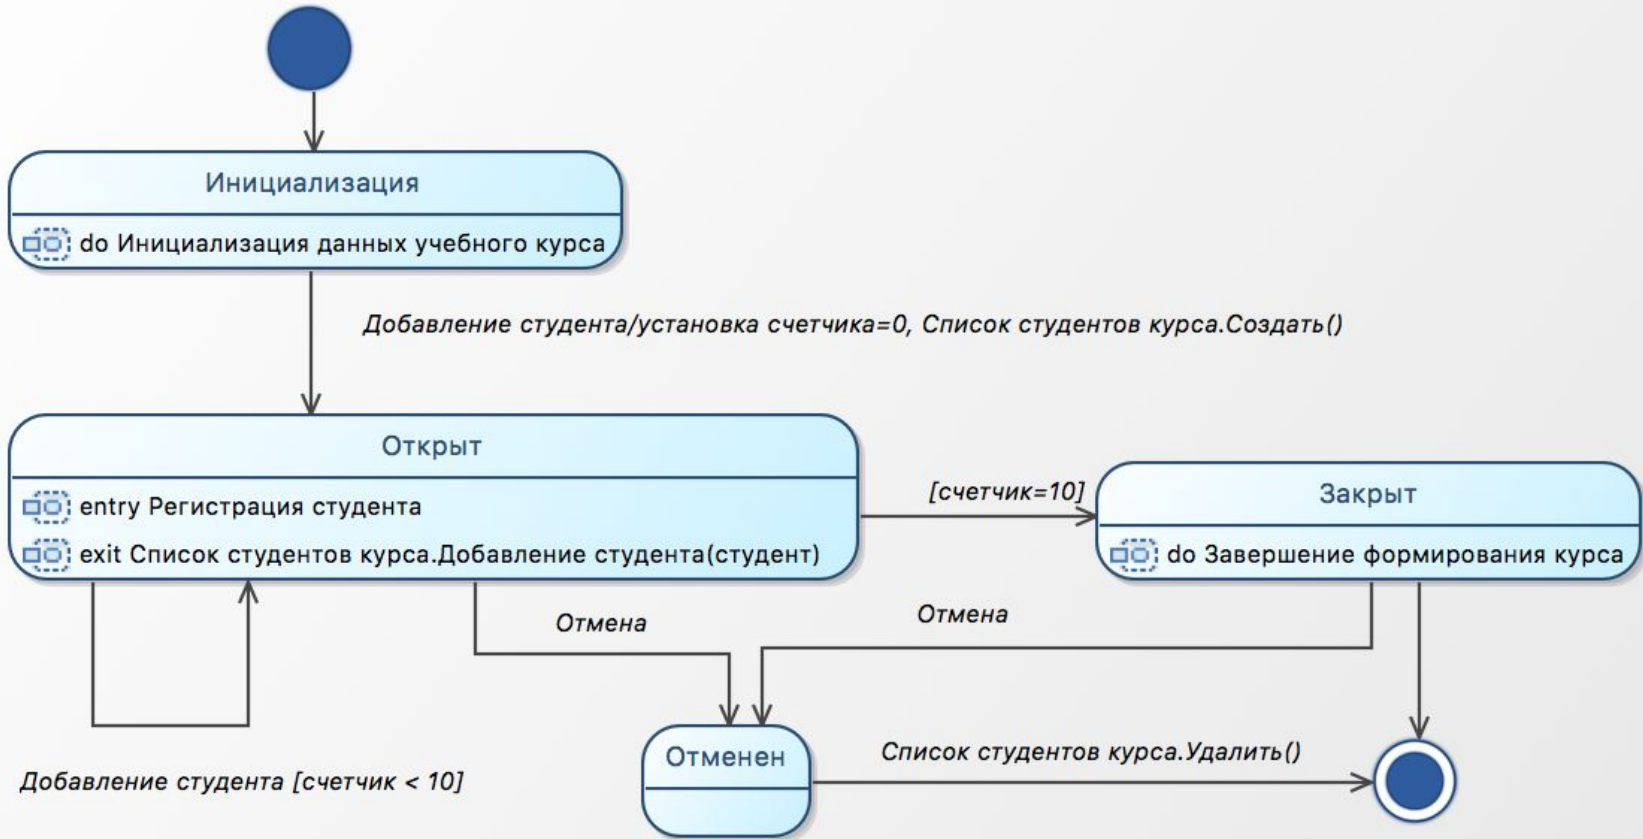 Инициализация
do Инициализация данных учебного курса
Добавление студента/установка счетчика=0, Список студентов курса.Создать()
Открыт
entry Регистрация студента
exit Список студентов курса.Добавление студента(студент)
[счетчик=10]
Закрыт
do Завершение формирования курса
Отмена
Отмена
Отменен
Список студентов курса.Удалить()
Добавление студента [счетчик < 10]